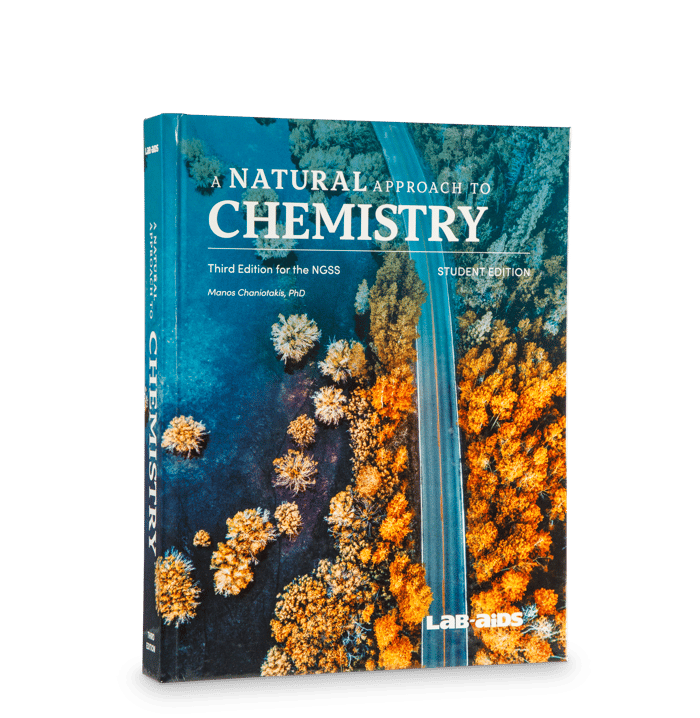 A NATURAL APPROACH TO
CHEMISTRY
Third Edition for the NGSS
STUDENT EDITION
Manos Chaniotakis, PhD
LAB-AIDS
LAB-AIDS
A NATURAL
APPROACH TO
CHEMISTRY
THIRD
EDITION